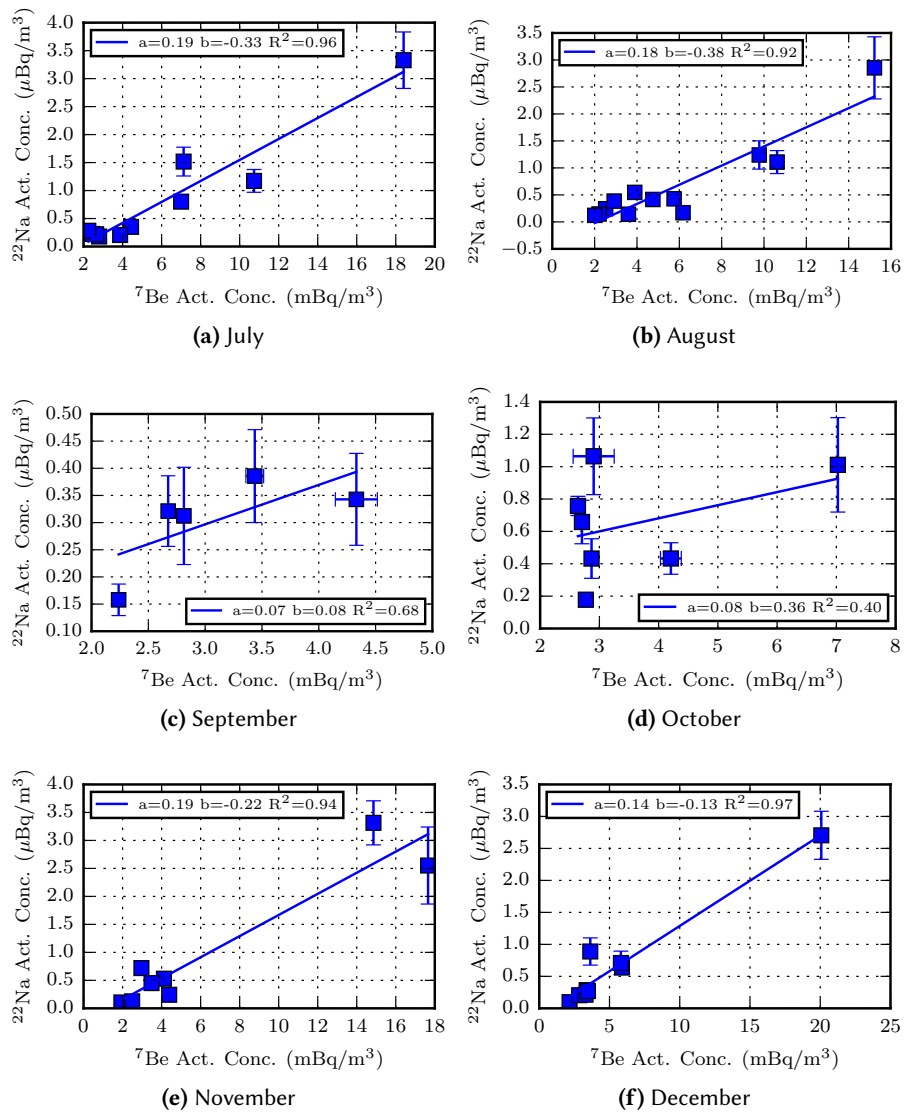 a=0.19 b=-0.33 R²=0.96
²²Na Act. Conc. (μBq/m³)
4.0
3.5
3.0
2.5
2.0
1.5
1.0
0.5
0.0
2 4 6 8 10 12 14 16 18 20
⁷Be Act. Conc. (mBq/m³)
(a) July
a=0.18 b=-0.38 R²=0.92
²²Na Act. Conc. (μBq/m³)
3.5
3.0
2.5
2.0
1.5
1.0
0.5
0.0
−0.5
0 2 4 6 8 10 12 14 16
⁷Be Act. Conc. (mBq/m³)
(b) August
²²Na Act. Conc. (μBq/m³)
0.50
0.45
0.40
0.35
0.30
0.25
0.20
0.15
0.10
a=0.07 b=0.08 R²=0.68
2.0 2.5 3.0 3.5 4.0 4.5 5.0
⁷Be Act. Conc. (mBq/m³)
(c) September
²²Na Act. Conc. (μBq/m³)
1.4
1.2
1.0
0.8
0.6
0.4
0.2
0.0
a=0.08 b=0.36 R²=0.40
2 3 4 5 6 7 8
⁷Be Act. Conc. (mBq/m³)
(d) October
a=0.19 b=-0.22 R²=0.94
²²Na Act. Conc. (μBq/m³)
4.0
3.5
3.0
2.5
2.0
1.5
1.0
0.5
0.0
0 2 4 6 8 10 12 14 16 18
⁷Be Act. Conc. (mBq/m³)
(e) November
a=0.14 b=-0.13 R²=0.97
²²Na Act. Conc. (μBq/m³)
3.5
3.0
2.5
2.0
1.5
1.0
0.5
0.0
0 5 10 15 20 25
⁷Be Act. Conc. (mBq/m³)
(f) December